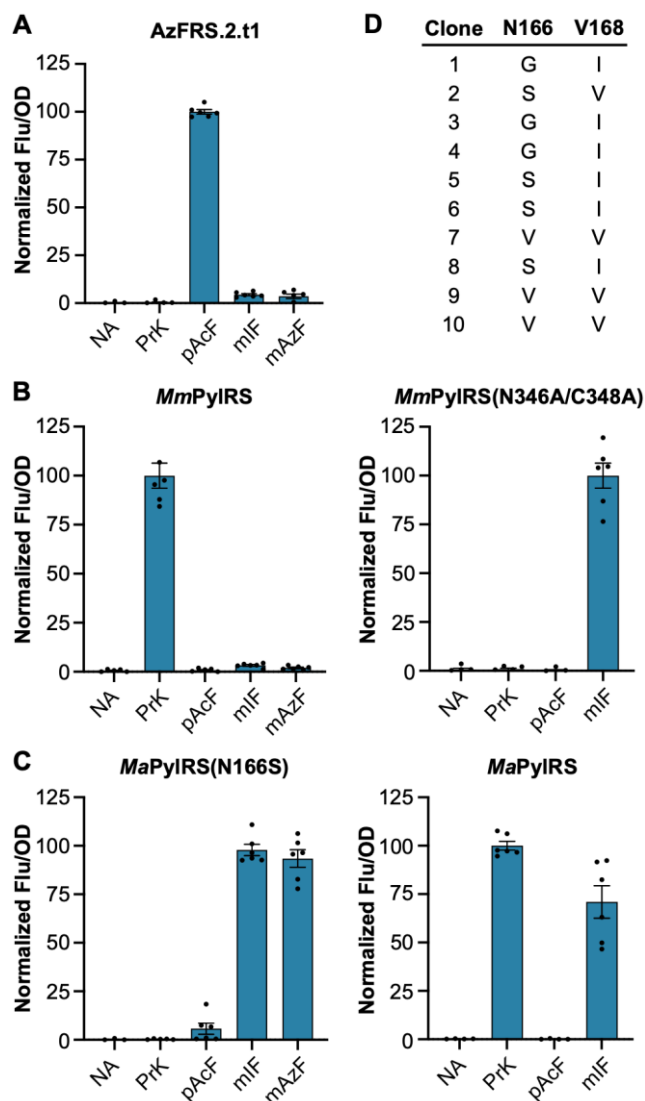 A
AzFRS.2.t1
Normalized Flu/OD
125
100
75
50
25
0
NA PrK pAcF mIF mAzF
D
Clone N166 V168
1 G I
2 S V
3 G I
4 G I
5 S I
6 S I
7 V V
8 S I
9 V V
10 V V
B
MmPylRS
Normalized Flu/OD
125
100
75
50
25
0
NA PrK pAcF mIF mAzF
MmPylRS(N346A/C348A)
Normalized Flu/OD
125
100
75
50
25
0
NA PrK pAcF mIF
C
MaPylRS(N166S)
Normalized Flu/OD
125
100
75
50
25
0
NA PrK pAcF mIF mAzF
MaPylRS
Normalized Flu/OD
125
100
75
50
25
0
NA PrK pAcF mIF